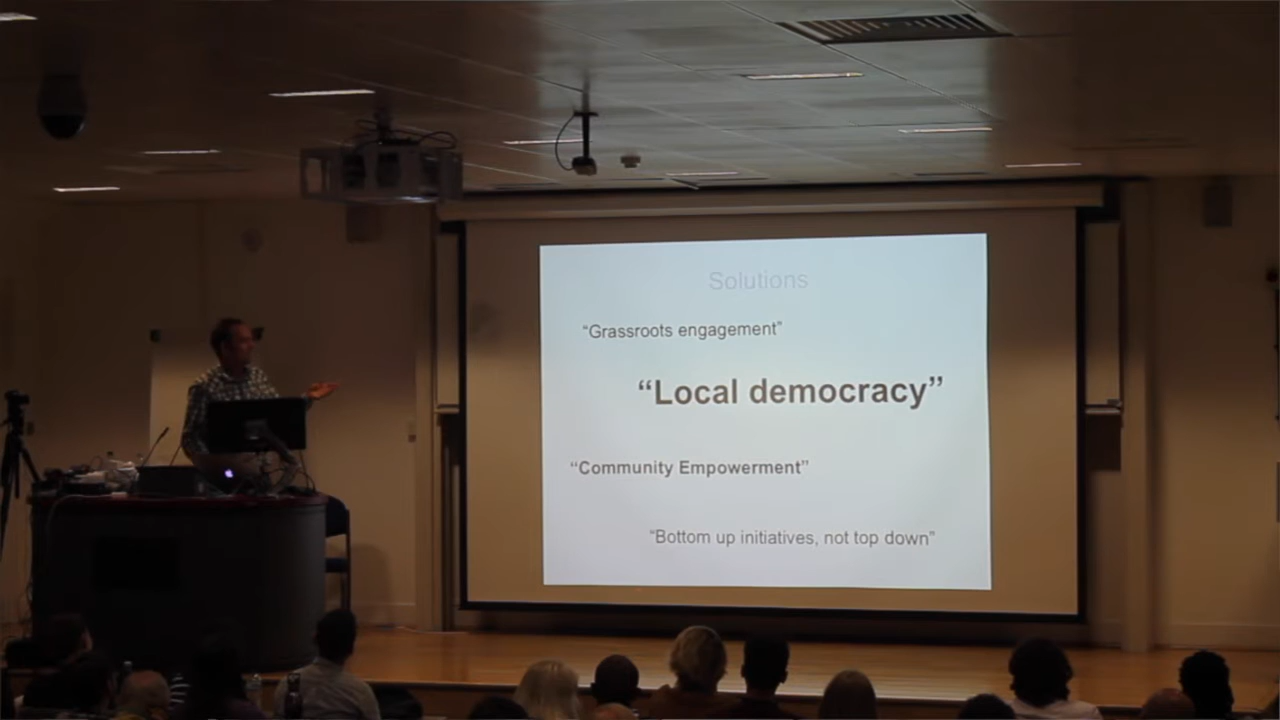 Solutions
“Grassroots engagement”
“Local democracy”
“Community Empowerment”
“Bottom up initiatives, not top down”